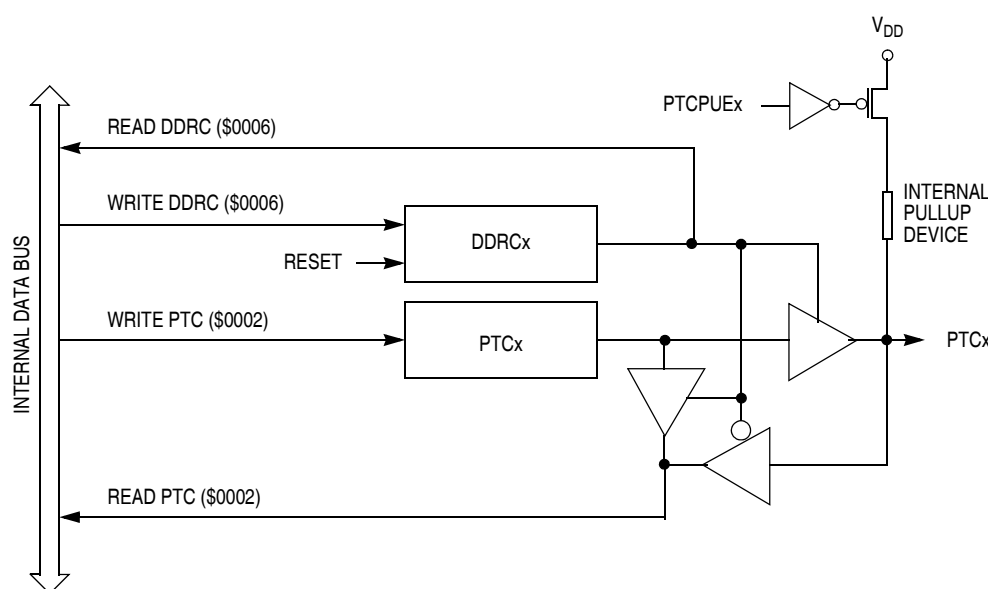 V_DD
PTCPUEx
READ DDRC ($0006)
WRITE DDRC ($0006)
INTERNAL
PULLUP
DEVICE
DDRCx
RESET
WRITE PTC ($0002)
PTCx
PTCx
INTERNAL DATA BUS
READ PTC ($0002)